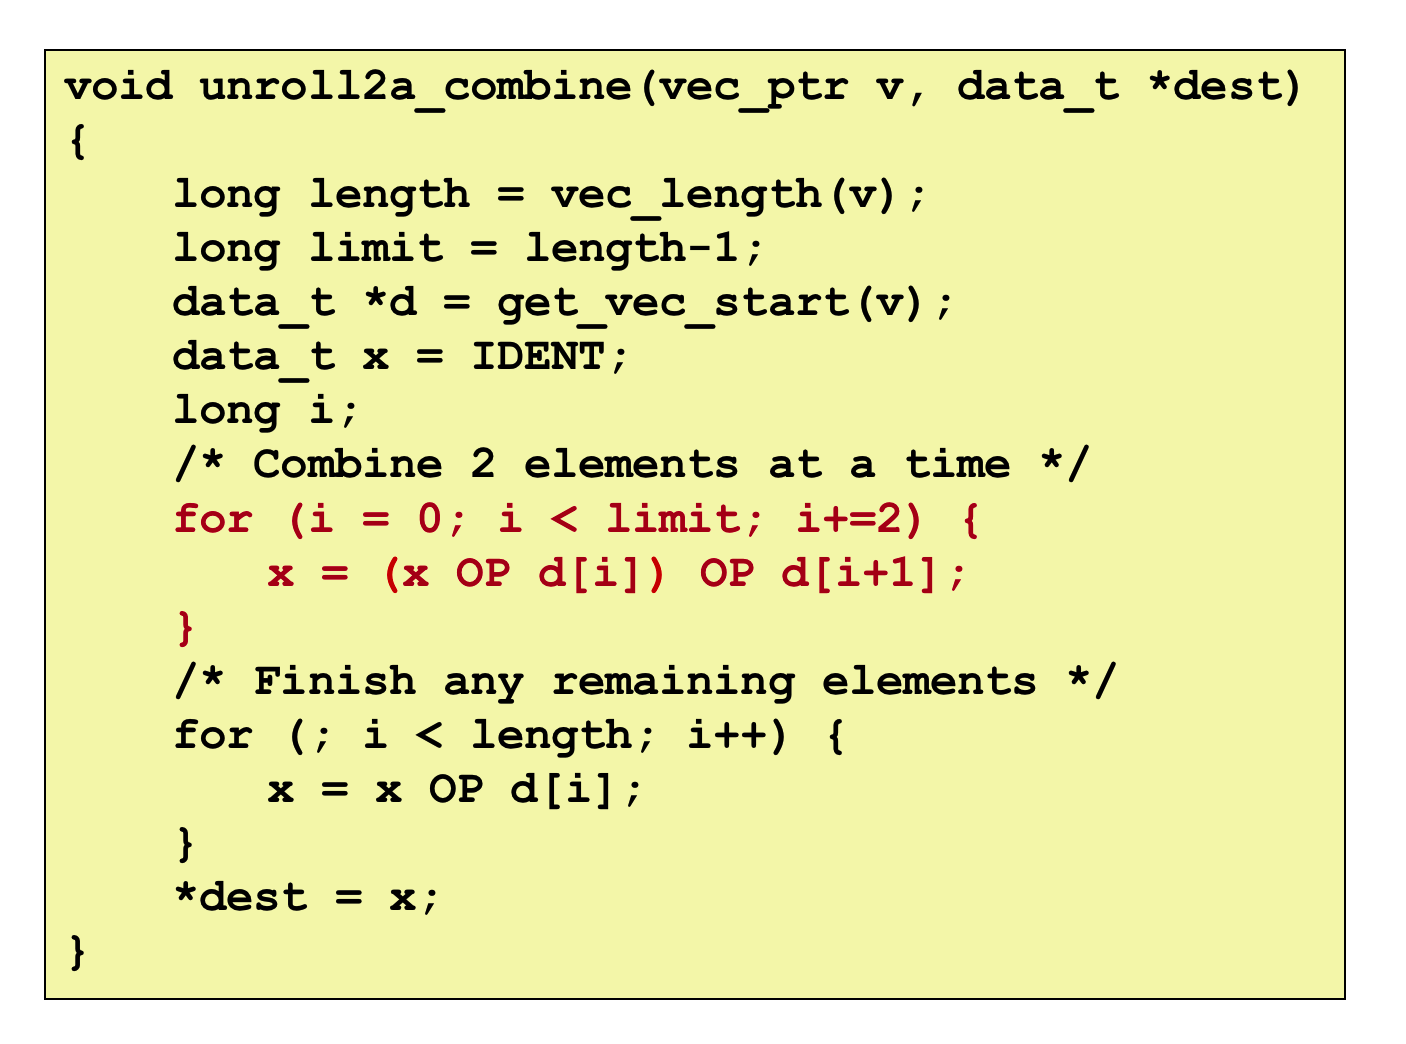 void unroll2a_combine(vec_ptr v, data_t *dest)
{
    long length = vec_length(v);
    long limit = length-1;
    data_t *d = get_vec_start(v);
    data_t x = IDENT;
    long i;
    /* Combine 2 elements at a time */
    for (i = 0; i < limit; i+=2) {
       x = (x OP d[i]) OP d[i+1];
    }
    /* Finish any remaining elements */
    for (; i < length; i++) {
       x = x OP d[i];
    }
    *dest = x;
}